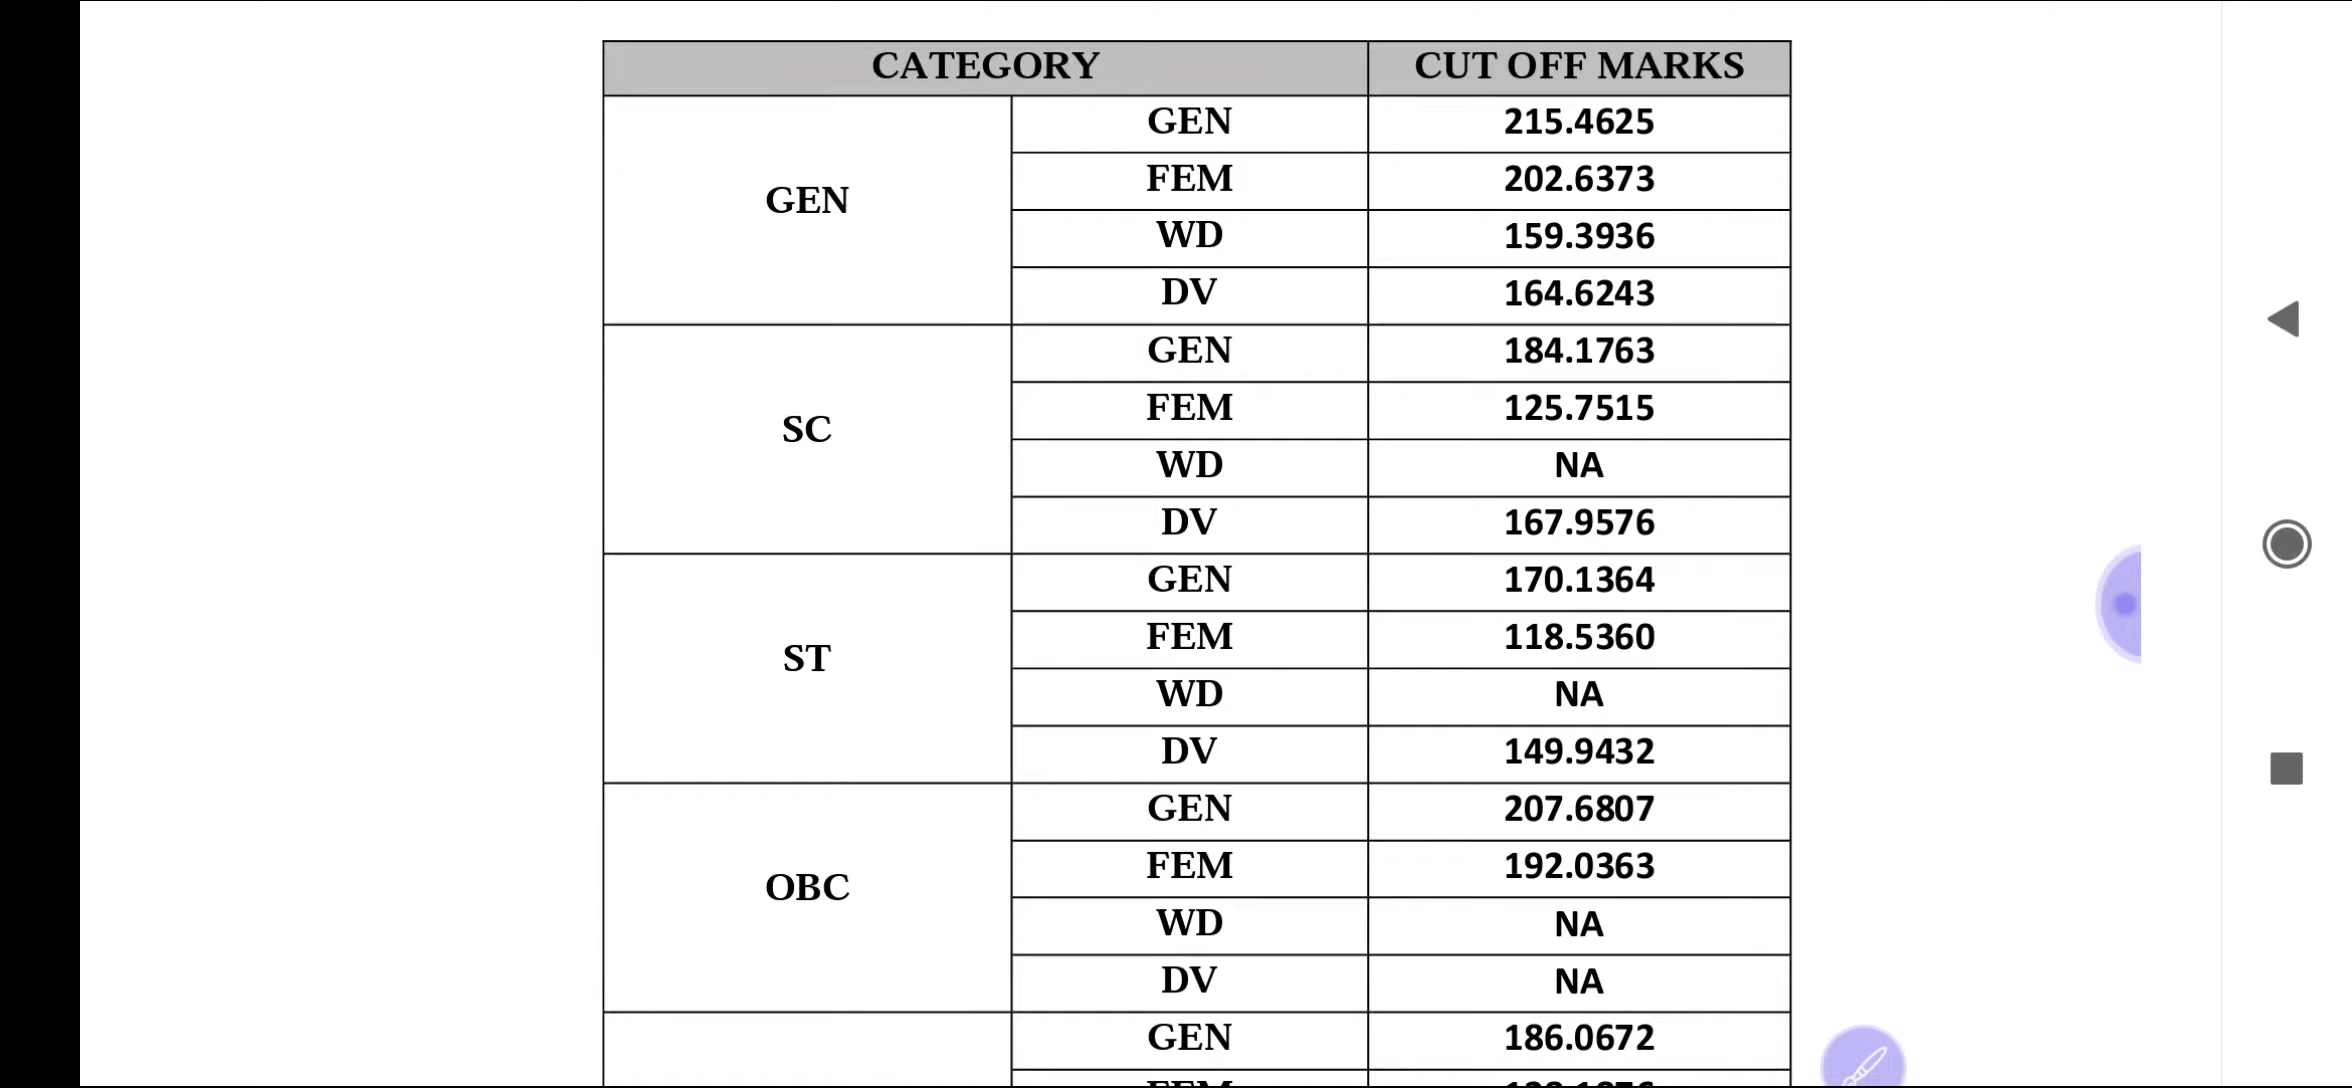 CATEGORY CUT OFF MARKS
GEN GEN 215.4625
FEM 202.6373
WD 159.3936
DV 164.6243
SC GEN 184.1763
FEM 125.7515
WD NA
DV 167.9576
ST GEN 170.1364
FEM 118.5360
WD NA
DV 149.9432
OBC GEN 207.6807
FEM 192.0363
WD NA
DV NA
GEN 186.0672
FEM